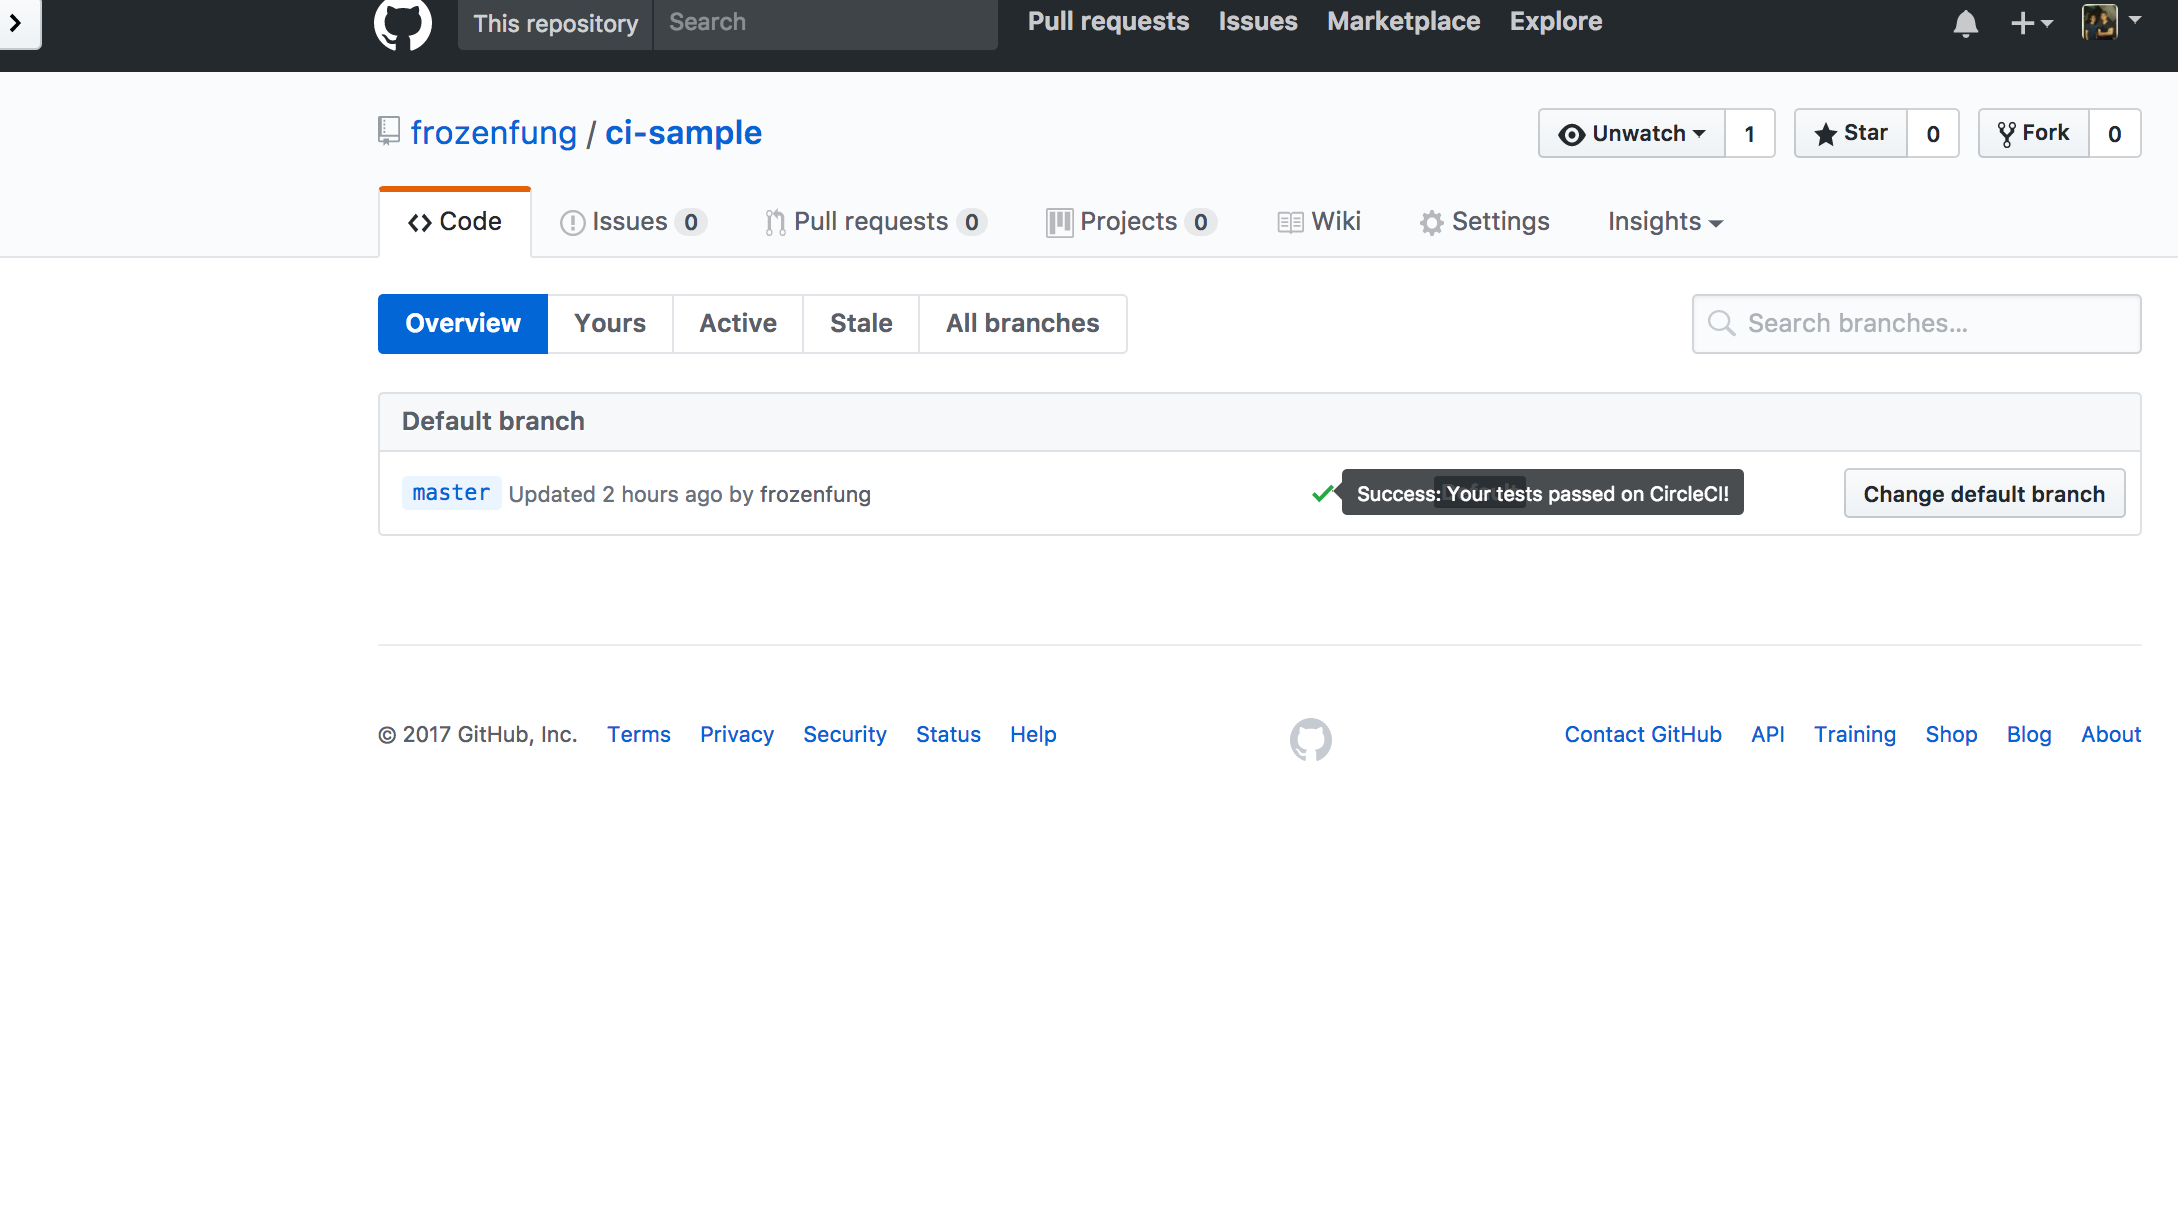 This repository Search Pull requests Issues Marketplace Explore
frozenfung / ci-sample Unwatch 1 Star 0 Fork 0
Code Issues 0 Pull requests 0 Projects 0 Wiki Settings Insights
Overview Yours Active Stale All branches Search branches...
Default branch
master Updated 2 hours ago by frozenfung Success: Your tests passed on CircleCI! Change default branch
© 2017 GitHub, Inc. Terms Privacy Security Status Help Contact GitHub API Training Shop Blog About